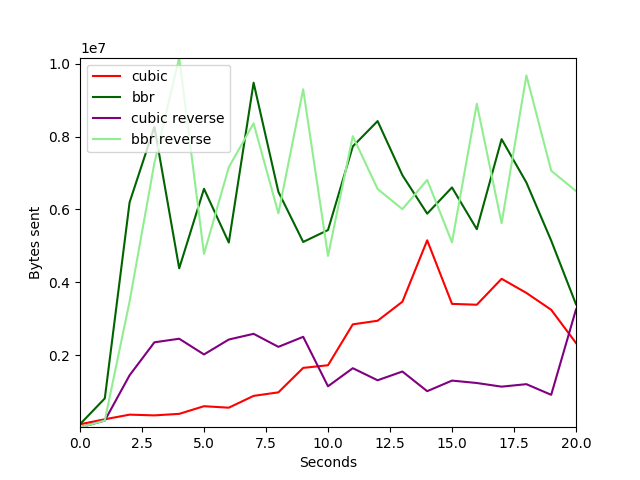 1e7
cubic
bbr
cubic reverse
bbr reverse
1.0
0.8
0.6
0.4
0.2
Bytes sent
0.0 2.5 5.0 7.5 10.0 12.5 15.0 17.5 20.0
Seconds